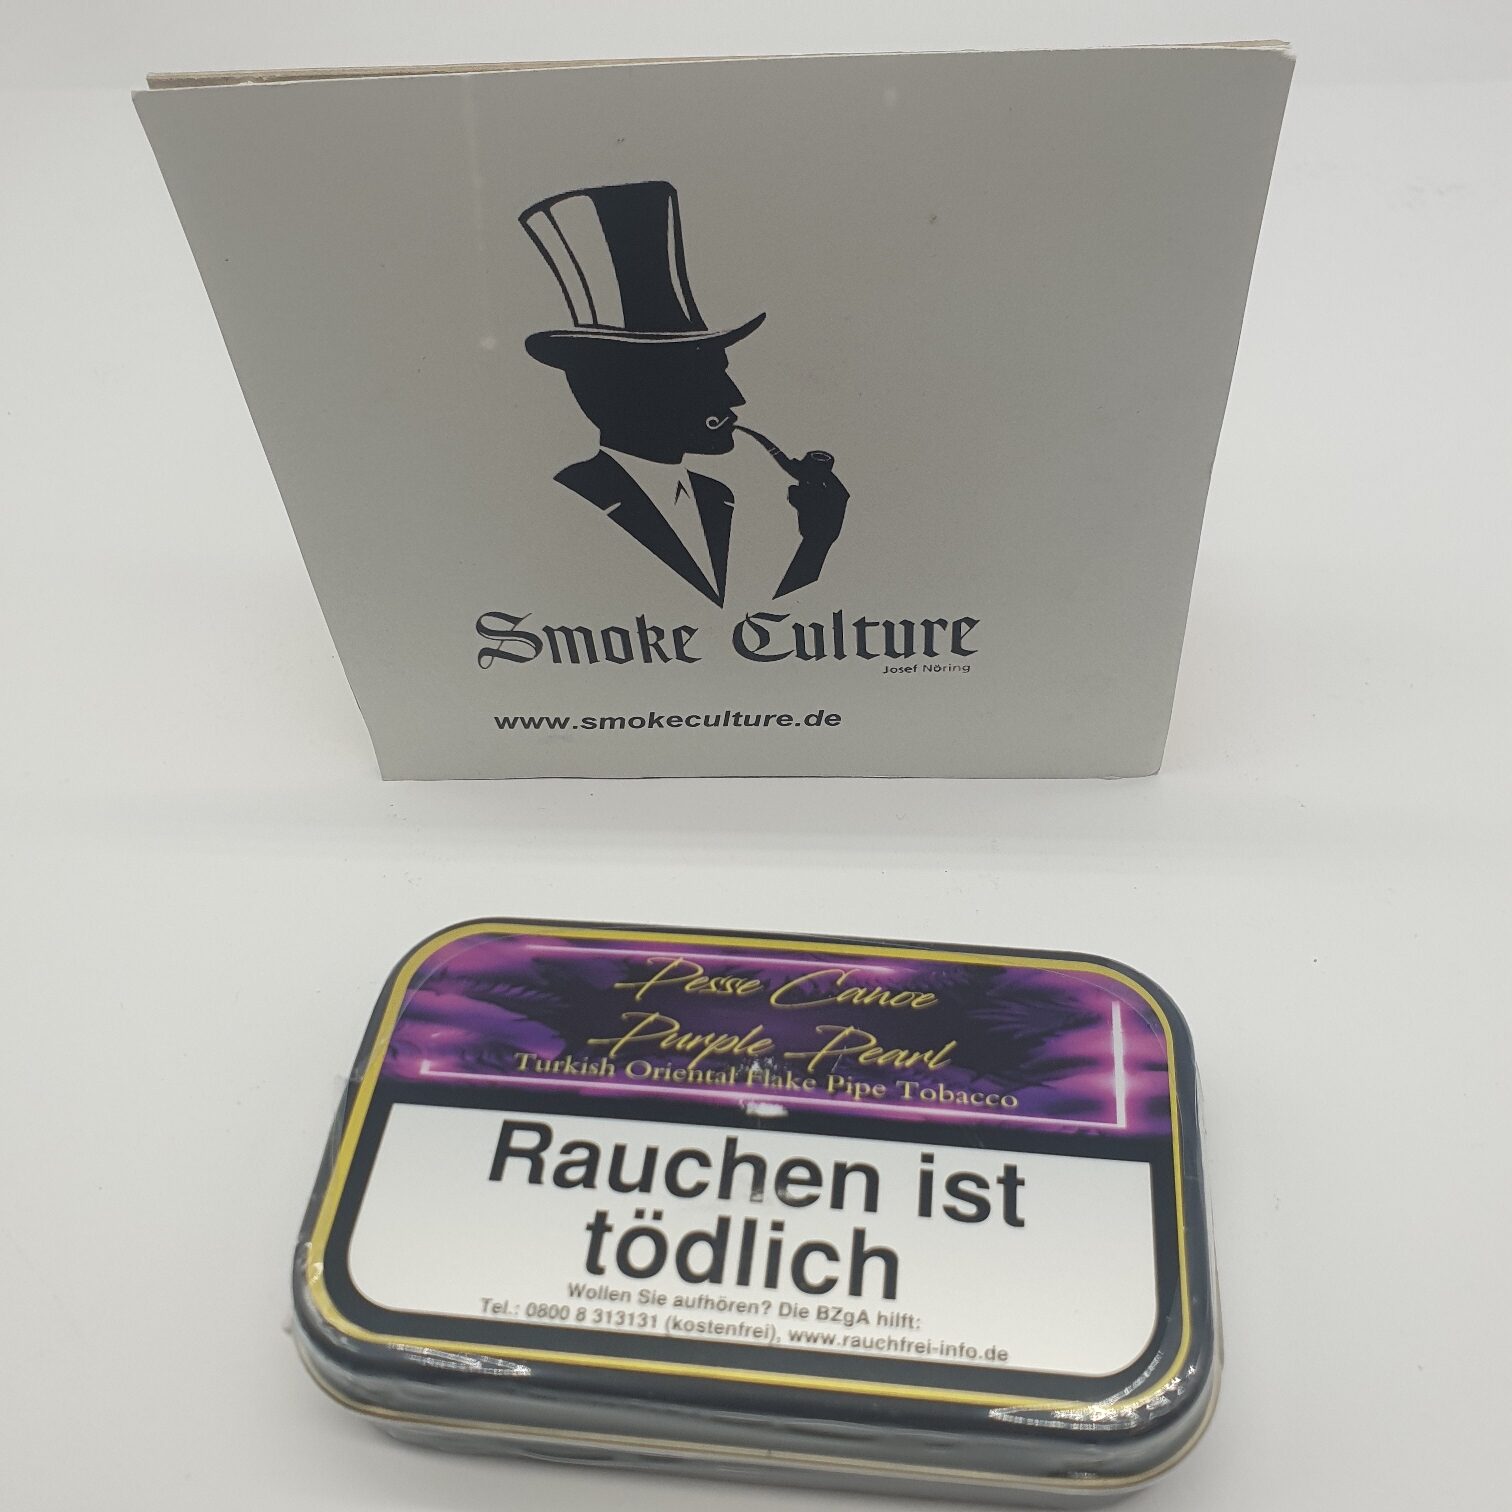 Smoke Culture
Josef Nöring
www.smokeculture.de
Pesse Canoe
Purple Pearl
Turkish Oriental Flake Pipe Tobacco
Rauchen ist
tödlich
Wollen Sie aufhören? Die BZgA hilft:
Tel.: 0800 8 313131 (kostenfrei), www.rauchfrei-info.de